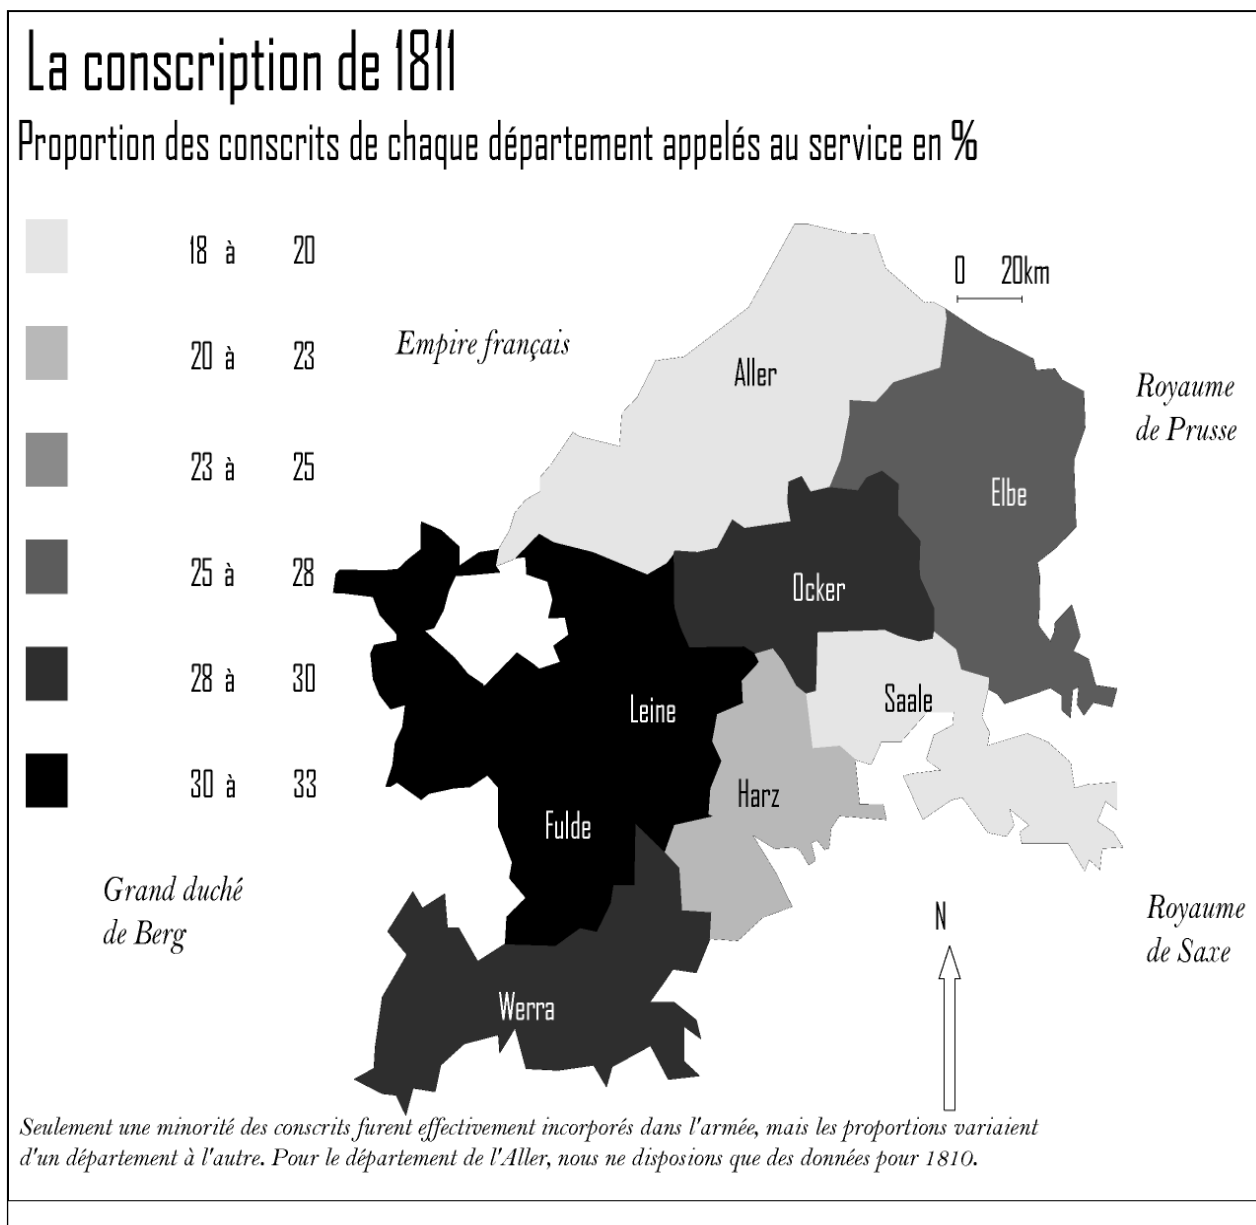 La conscription de 1811
Proportion des conscrits de chaque département appelés au service en %
18 à 20
20 à 23
23 à 25
25 à 28
28 à 30
30 à 33
0 20km
Empire français
Aller
Royaume
de Prusse
Elbe
Ocker
Leine
Saale
Harz
Fulde
Grand duché
de Berg
N
Royaume
de Saxe
Werra
Seulement une minorité des conscrits furent effectivement incorporés dans l'armée, mais les proportions variaient
d'un département à l'autre. Pour le département de l'Aller, nous ne disposions que des données pour 1810.